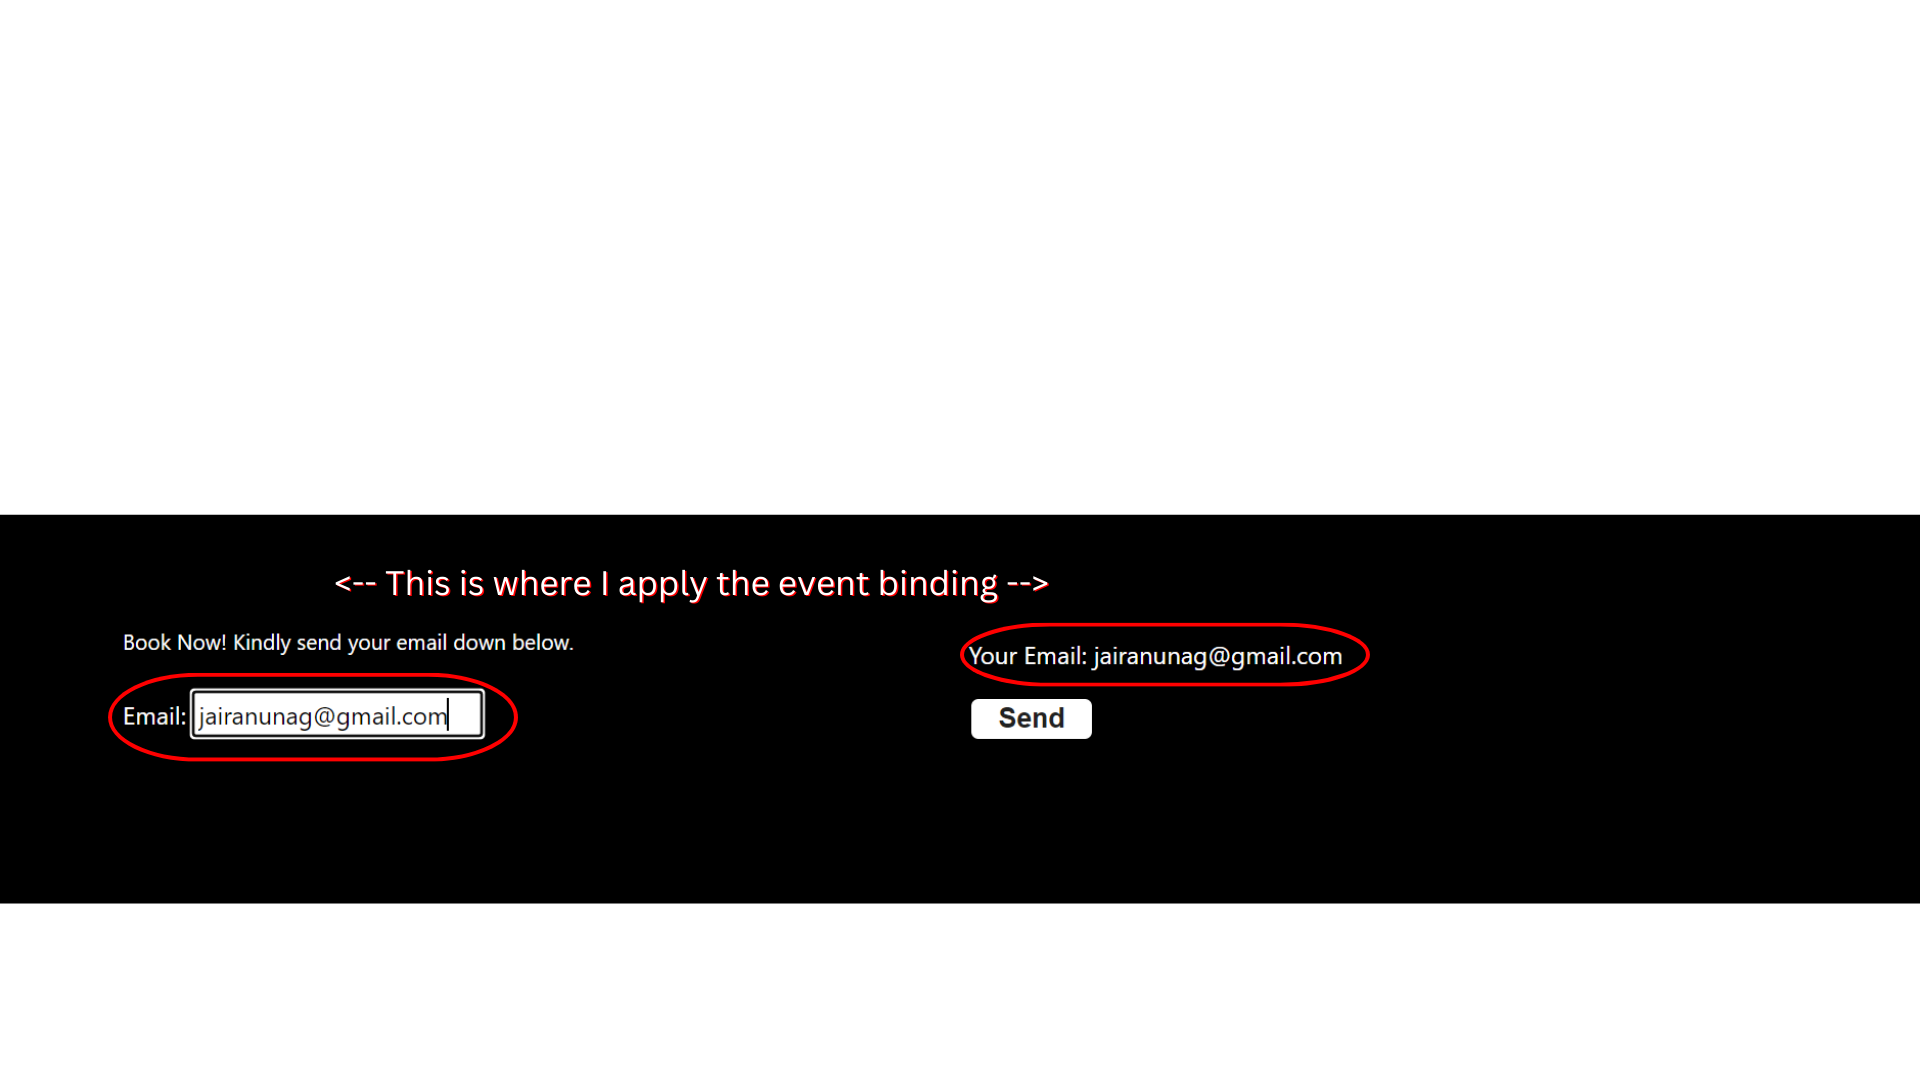 <-- This is where I apply the event binding -->
Book Now! Kindly send your email down below.
Email: jairanunag@gmail.com
Your Email: jairanunag@gmail.com
Send